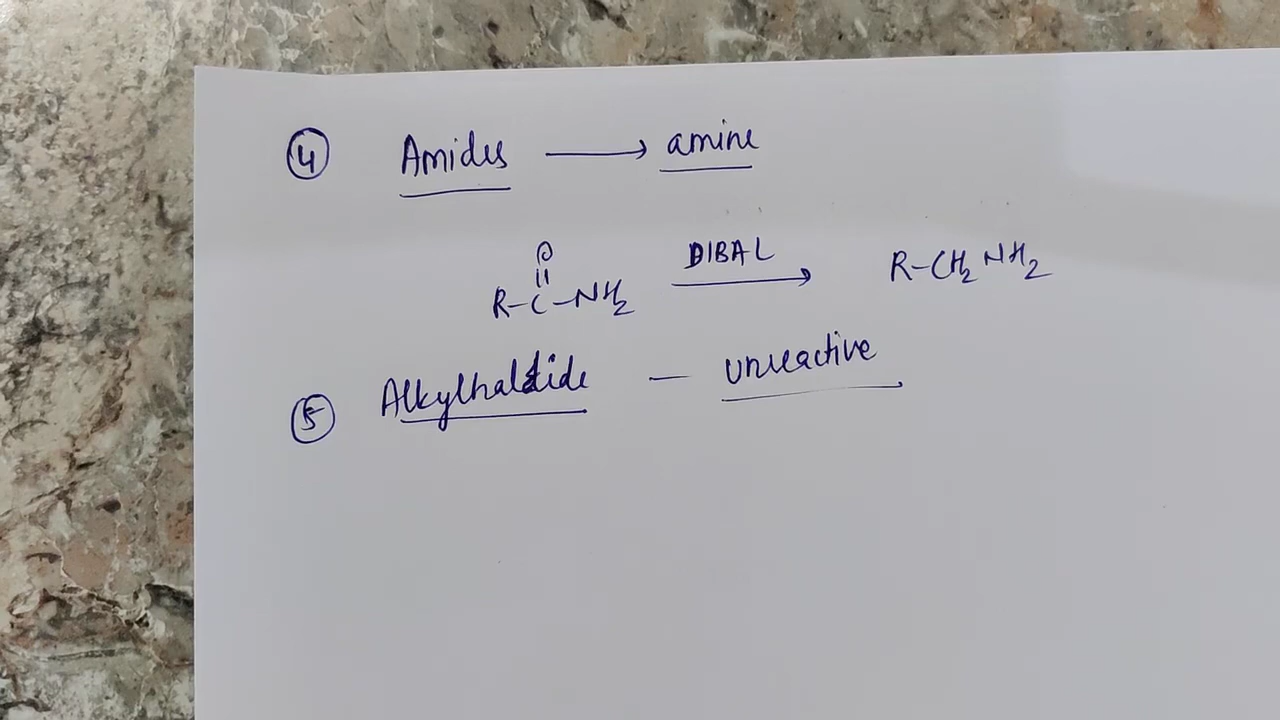 ④ Amides ⟶ amine
O
||
R-C-NH₂ DIBAL ⟶ R-CH₂NH₂
⑤ Alkylhalide — unreactive